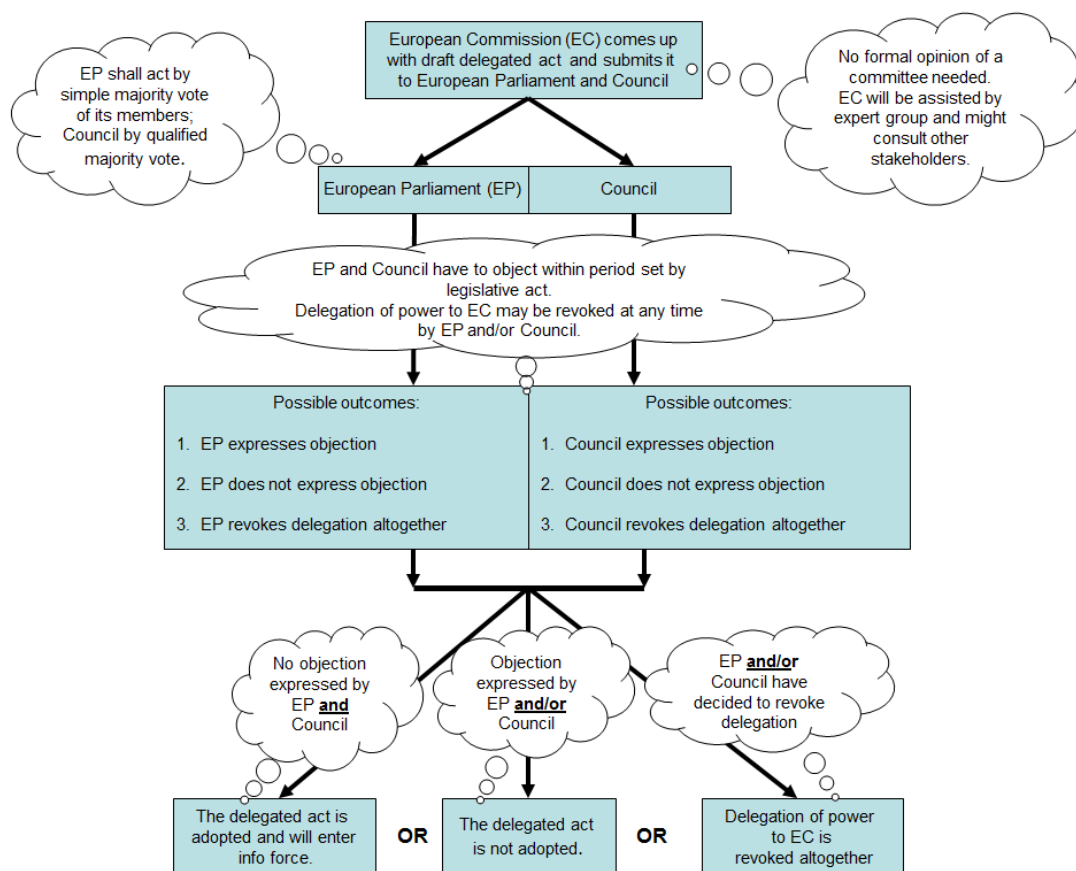 European Commission (EC) comes up
with draft delegated act and submits it
to European Parliament and Council
EP shall act by
simple majority vote
of its members;
Council by qualified
majority vote.
No formal opinion of a
committee needed.
EC will be assisted by
expert group and might
consult other
stakeholders.
European Parliament (EP)
Council
EP and Council have to object within period set by
legislative act.
Delegation of power to EC may be revoked at any time
by EP and/or Council.
Possible outcomes:
1. EP expresses objection
2. EP does not express objection
3. EP revokes delegation altogether
Possible outcomes:
1. Council expresses objection
2. Council does not express objection
3. Council revokes delegation altogether
No objection
expressed by
EP and
Council
Objection
expressed by
EP and/or
Council
EP and/or
Council have
decided to revoke
delegation
The delegated act is
adopted and will enter
info force.
OR
The delegated act
is not adopted.
OR
Delegation of power
to EC is
revoked altogether